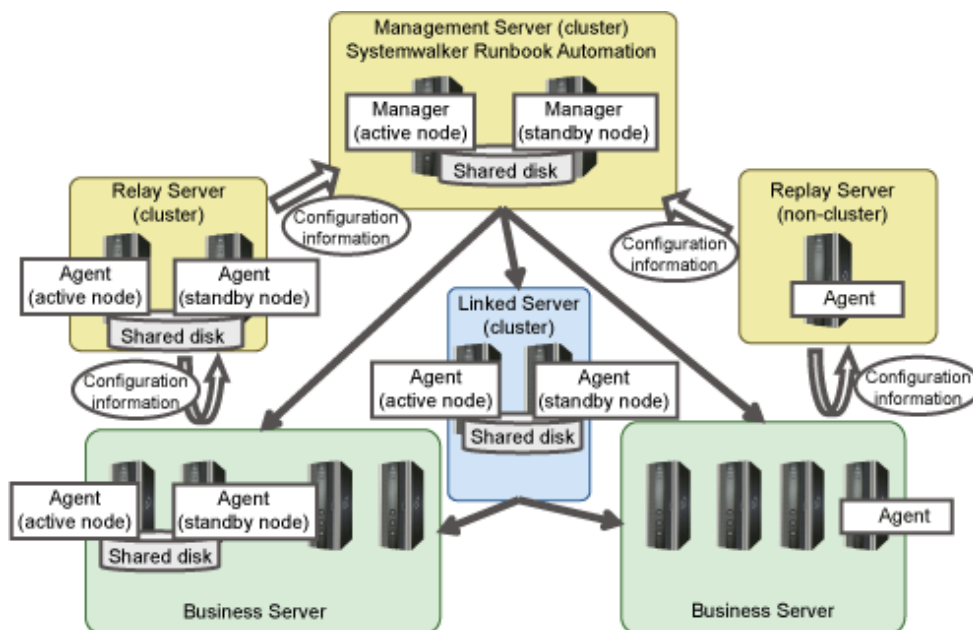 Management Server (cluster)
Systemwalker Runbook Automation
Manager
(active node)
Manager
(standby node)
Shared disk
Relay Server
(cluster)
Configuration
information
Agent
(active node)
Agent
(standby node)
Shared disk
Configuration
information
Replay Server
(non-cluster)
Configuration
information
Agent
Configuration
information
Linked Server
(cluster)
Agent
(active node)
Agent
(standby node)
Shared disk
Agent
(active node)
Agent
(standby node)
Shared disk
Business Server
Agent
Business Server